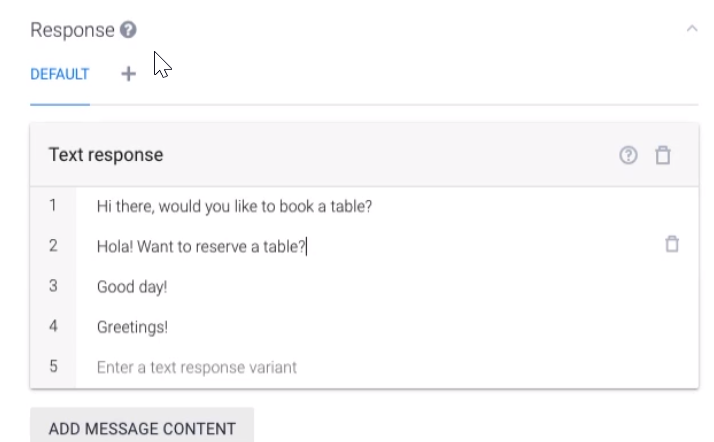 Response ?
DEFAULT +
Text response ?
1 Hi there, would you like to book a table?
2 Hola! Want to reserve a table?
3 Good day!
4 Greetings!
5 Enter a text response variant
ADD MESSAGE CONTENT